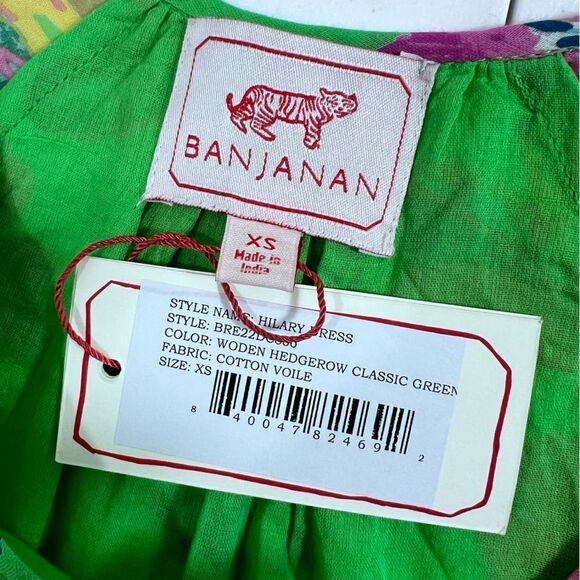 BANJANAN
XS
Made in
India
STYLE NAME: HILARY DRESS
STYLE:
COLOR: WODEN HEDGEROW CLASSIC GREEN
FABRIC: COTTON VOILE
SIZE: XS
8 40047 82469 2